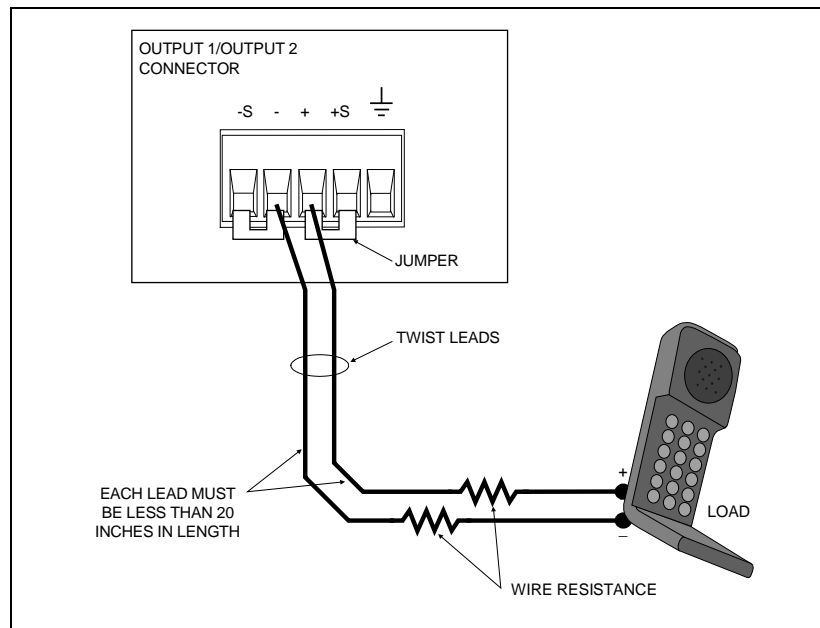 OUTPUT 1/OUTPUT 2
CONNECTOR
-S - + +S
JUMPER
TWIST LEADS
EACH LEAD MUST
BE LESS THAN 20
INCHES IN LENGTH
+
LOAD
–
WIRE RESISTANCE